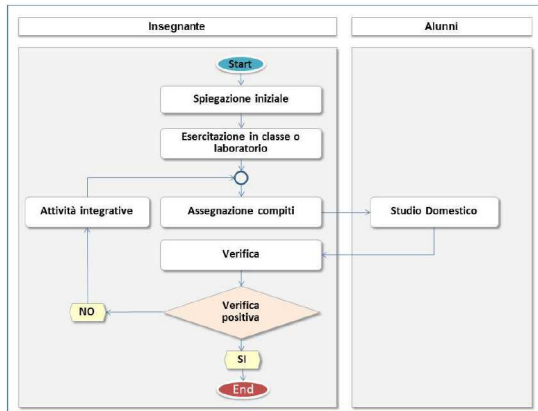 Insegnante
Alunni
Start
Spiegazione iniziale
Esercitazione in classe o
laboratorio
Attività integrative
Assegnazione compiti
Studio Domestico
Verifica
Verifica
positiva
NO
SI
End